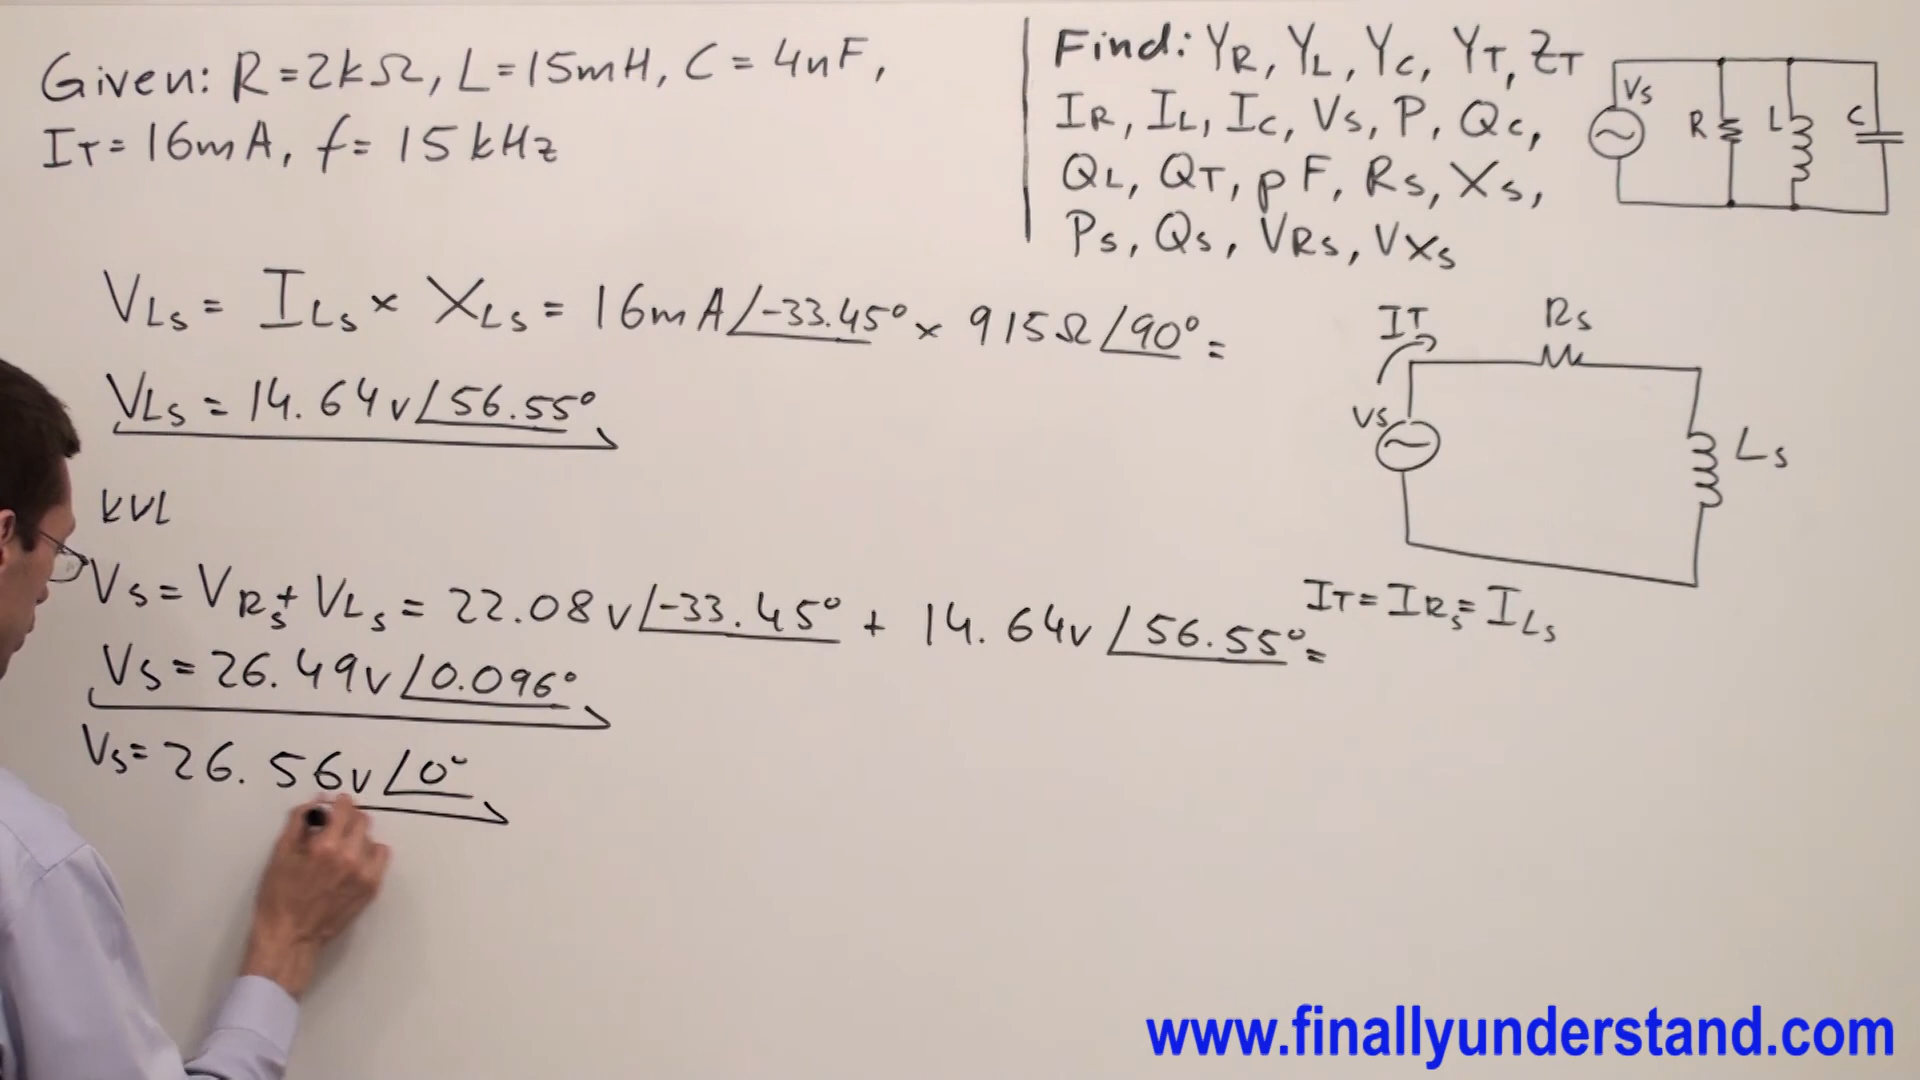 Given: R = 2kΩ, L = 15mH, C = 4nF,
IT = 16mA, f = 15kHz
Find: YR, YL, YC, YT, ZT
IR, IL, IC, VS, P, QC,
QL, QT, pF, RS, XS,
PS, QS, VRS, VXS
VS
R
L
C
VLS = ILS × XLS = 16mA∠-33.45° × 915Ω∠90° =
VLS = 14.64v∠56.55°
KVL
VS = VRS + VLS = 22.08v∠-33.45° + 14.64v∠56.55° =
VS = 26.49v∠0.096°
VS = 26.56v∠0°
IT
RS
VS
LS
IT = IRS = ILS
www.finallyunderstand.com